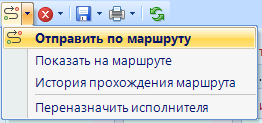 Отправить по маршруту
Показать на маршруте
История прохождения маршрута
Переназначить исполнителя